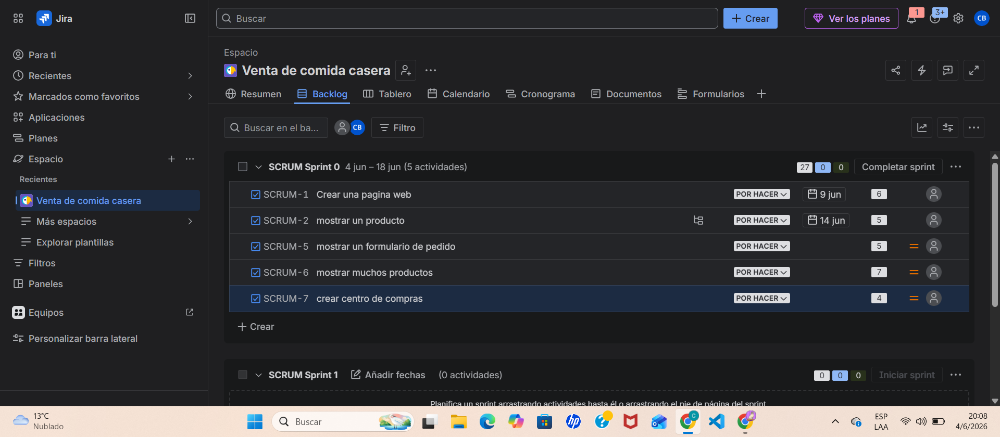 Jira
Buscar
Crear
Ver los planes
1
3+
CB
Para ti
Recientes
Marcados como favoritos
Aplicaciones
Planes
Espacio
Recientes
Venta de comida casera
Más espacios
Explorar plantillas
Filtros
Paneles
Equipos
Personalizar barra lateral
Espacio
Venta de comida casera
Resumen
Backlog
Tablero
Calendario
Cronograma
Documentos
Formularios
Buscar en el ba...
CB
Filtro
SCRUM Sprint 0 4 jun – 18 jun (5 actividades)
27 0 0
Completar sprint
SCRUM-1 Crear una pagina web POR HACER 9 jun 6
SCRUM-2 mostrar un producto POR HACER 14 jun 5
SCRUM-5 mostrar un formulario de pedido POR HACER 5
SCRUM-6 mostrar muchos productos POR HACER 7
SCRUM-7 crear centro de compras POR HACER 4
Crear
SCRUM Sprint 1 Añadir fechas (0 actividades)
0 0 0
Iniciar sprint
Planifica un sprint arrastrando actividades hasta él o arrastrando el pie de página del sprint
13°C
Nublado
Buscar
hp
C
ESP
LAA
20:08
4/6/2026